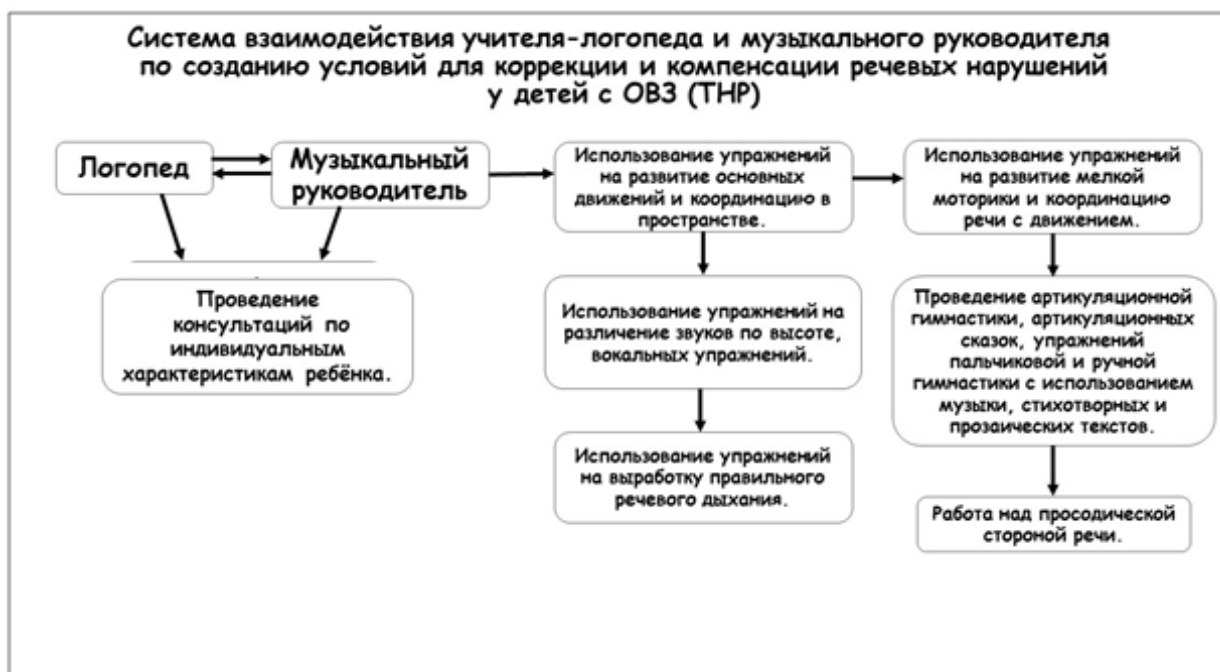 Система взаимодействия учителя-логопеда и музыкального руководителя
по созданию условий для коррекции и компенсации речевых нарушений
у детей с ОВЗ (ТНР)
Логопед
Музыкальный
руководитель
Использование упражнений
на развитие основных
движений и координацию в
пространстве.
Использование упражнений
на развитие мелкой
моторики и координацию
речи с движением.
Проведение
консультаций по
индивидуальным
характеристикам ребёнка.
Использование упражнений на
различение звуков по высоте,
вокальных упражнений.
Проведение артикуляционной
гимнастики, артикуляционных
сказок, упражнений
пальчиковой и ручной
гимнастики с использованием
музыки, стихотворных и
прозаических текстов.
Использование упражнений
на выработку правильного
речевого дыхания.
Работа над просодической
стороной речи.